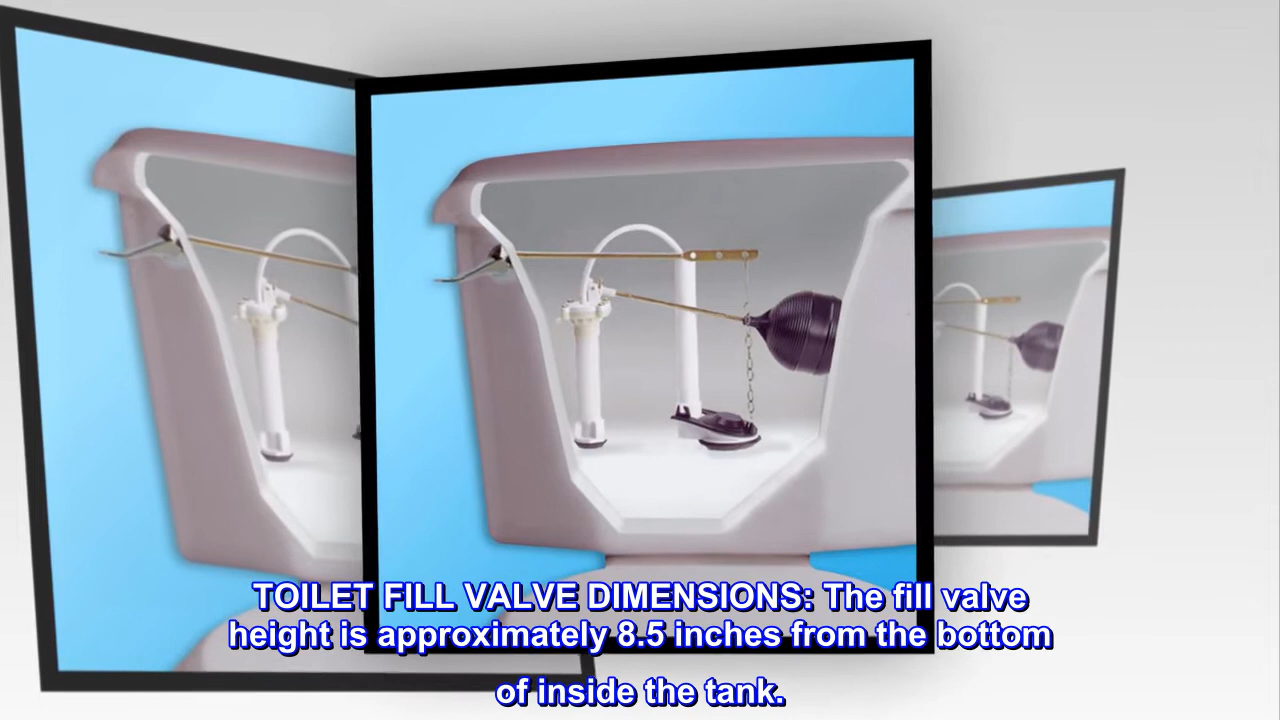 TOILET FILL VALVE DIMENSIONS: The fill valve
height is approximately 8.5 inches from the bottom
of inside the tank.